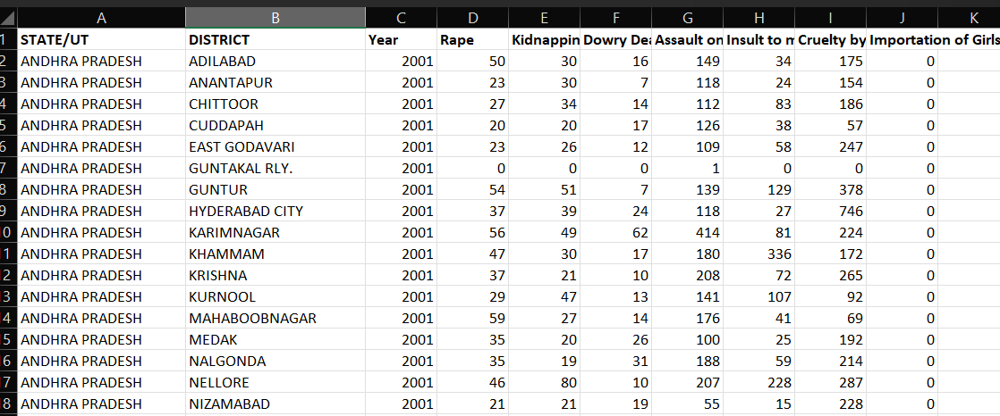 A B C D E F G H I J K
1 STATE/UT DISTRICT Year Rape Kidnappin Dowry Dea Assault on Insult to m Cruelty by Importation of Girls
2 ANDHRA PRADESH ADILABAD 2001 50 30 16 149 34 175 0
3 ANDHRA PRADESH ANANTAPUR 2001 23 30 7 118 24 154 0
4 ANDHRA PRADESH CHITTOOR 2001 27 34 14 112 83 186 0
5 ANDHRA PRADESH CUDDAPAH 2001 20 20 17 126 38 57 0
6 ANDHRA PRADESH EAST GODAVARI 2001 23 26 12 109 58 247 0
7 ANDHRA PRADESH GUNTAKAL RLY. 2001 0 0 0 1 0 0 0
8 ANDHRA PRADESH GUNTUR 2001 54 51 7 139 129 378 0
9 ANDHRA PRADESH HYDERABAD CITY 2001 37 39 24 118 27 746 0
0 ANDHRA PRADESH KARIMNAGAR 2001 56 49 62 414 81 224 0
1 ANDHRA PRADESH KHAMMAM 2001 47 30 17 180 336 172 0
2 ANDHRA PRADESH KRISHNA 2001 37 21 10 208 72 265 0
3 ANDHRA PRADESH KURNOOL 2001 29 47 13 141 107 92 0
4 ANDHRA PRADESH MAHABOOBNAGAR 2001 59 27 14 176 41 69 0
5 ANDHRA PRADESH MEDAK 2001 35 20 26 100 25 192 0
6 ANDHRA PRADESH NALGONDA 2001 35 19 31 188 59 214 0
7 ANDHRA PRADESH NELLORE 2001 46 80 10 207 228 287 0
8 ANDHRA PRADESH NIZAMABAD 2001 21 21 19 55 15 228 0